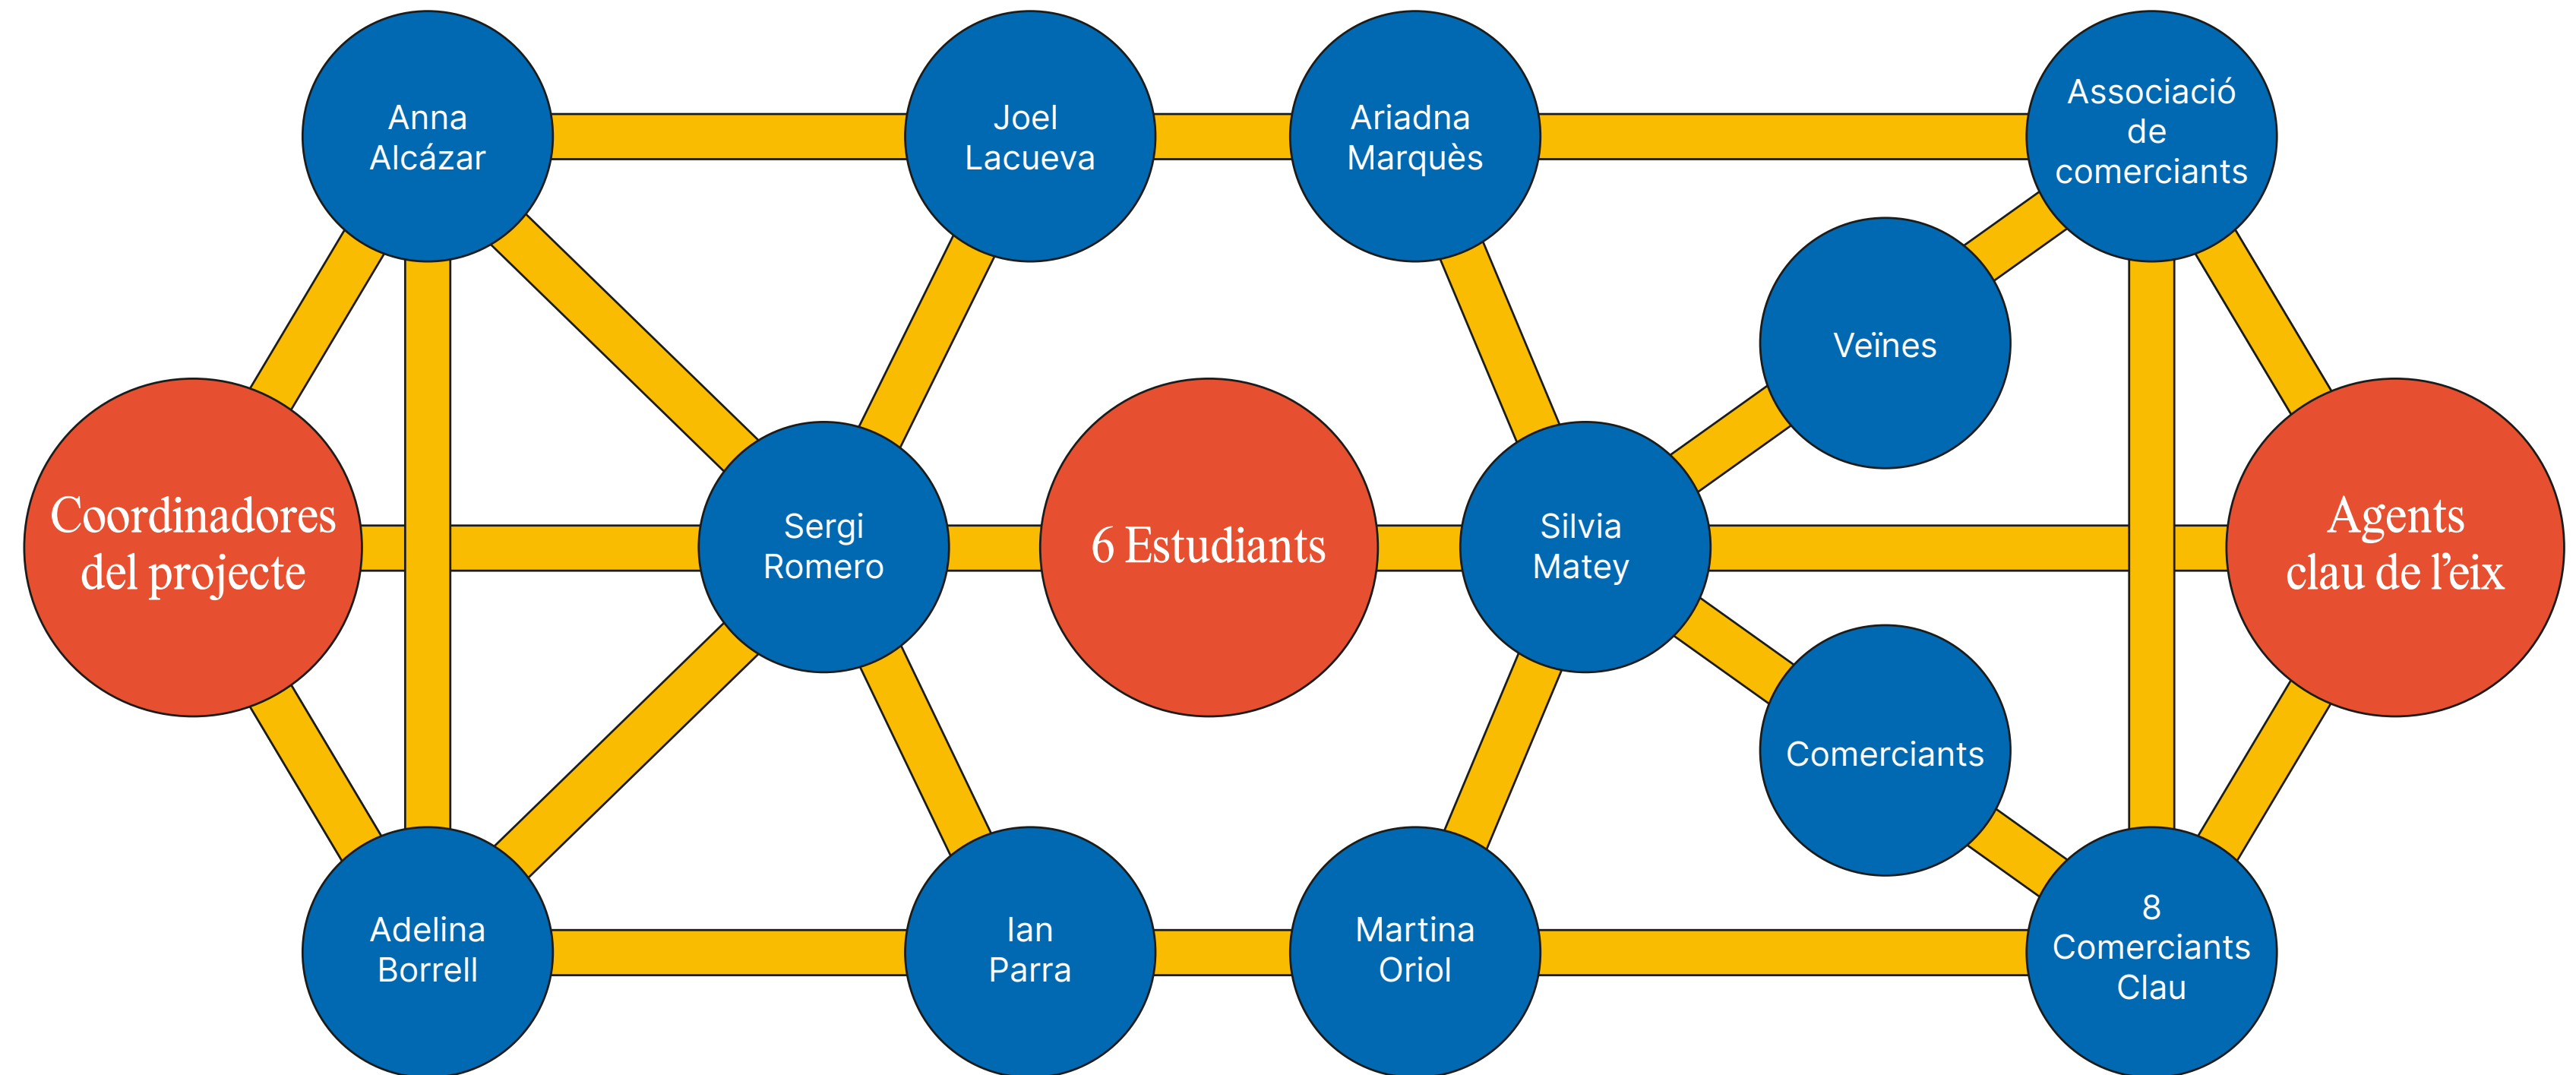 Anna
Alcázar
Joel
Lacueva
Ariadna
Marquès
Associació
de
comerciants
Veïnes
Coordinadores
del projecte
Sergi
Romero
6 Estudiants
Silvia
Matey
Agents
clau de l’eix
Comerciants
Adelina
Borrell
Ian
Parra
Martina
Oriol
8
Comerciants
Clau